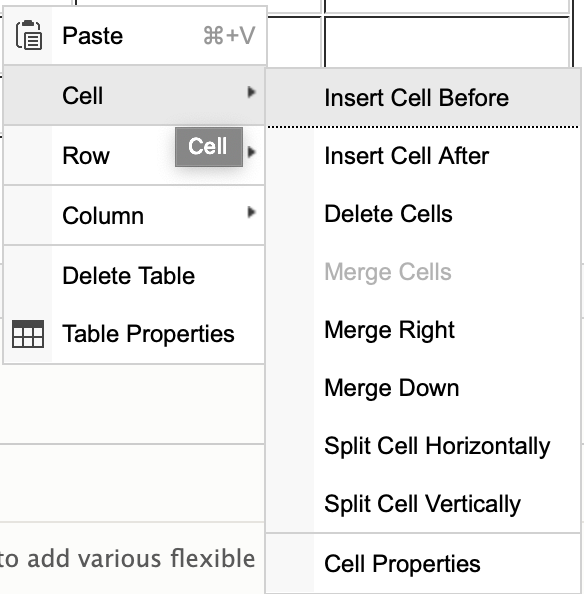 Paste ⌘+V
Cell
Row
Cell
Column
Delete Table
Table Properties
Insert Cell Before
Insert Cell After
Delete Cells
Merge Cells
Merge Right
Merge Down
Split Cell Horizontally
Split Cell Vertically
Cell Properties
to add various flexible